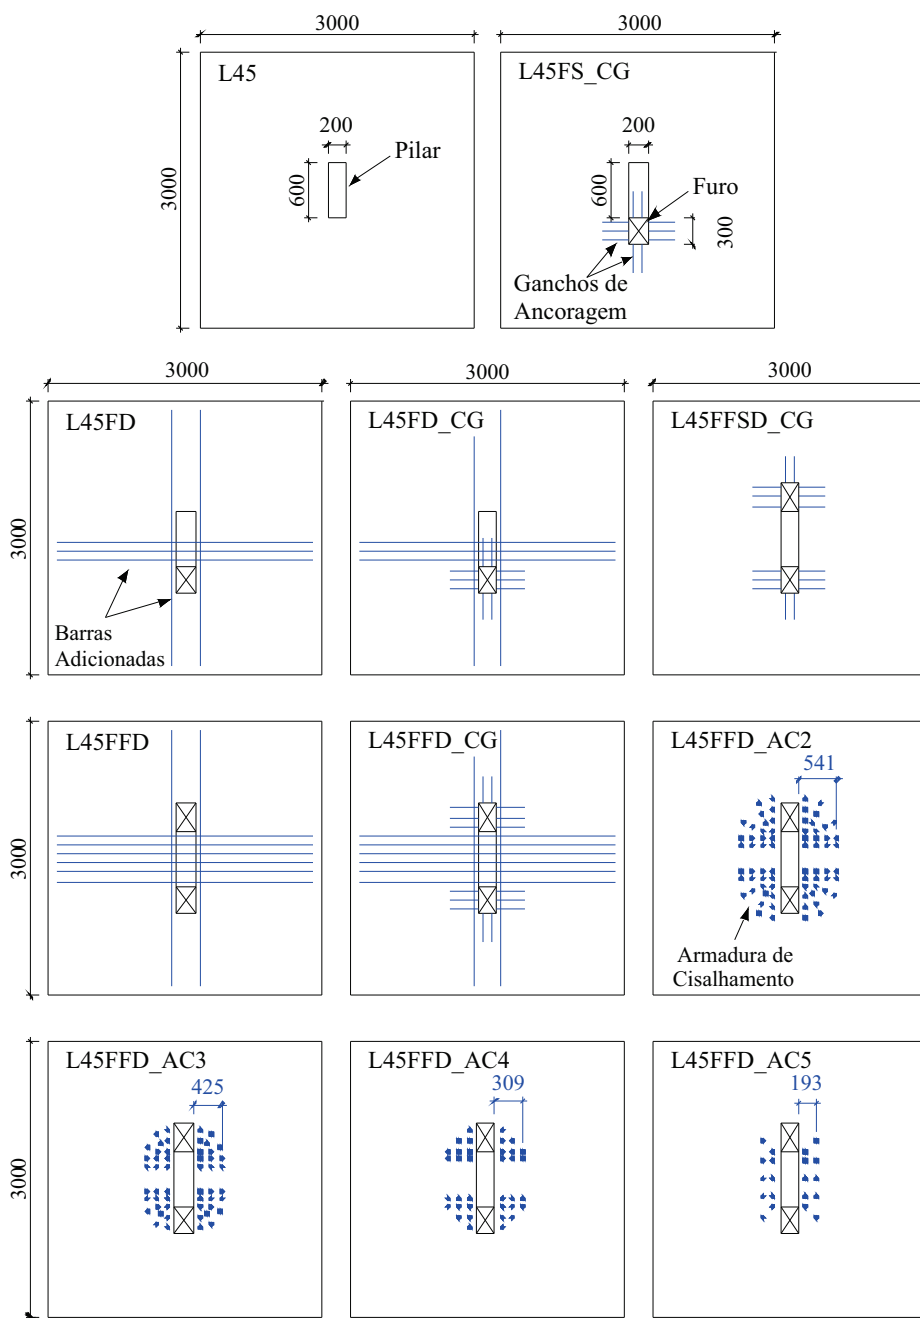 3000
3000
L45
L45FS_CG
200
Pilar
600
3000
200
600
Furo
300
Ganchos de
Ancoragem
3000
3000
3000
L45FD
L45FD_CG
L45FFSD_CG
3000
Barras
Adicionadas
L45FFD
L45FFD_CG
L45FFD_AC2
541
3000
Armadura de
Cisalhamento
L45FFD_AC3
L45FFD_AC4
L45FFD_AC5
425
309
193
3000